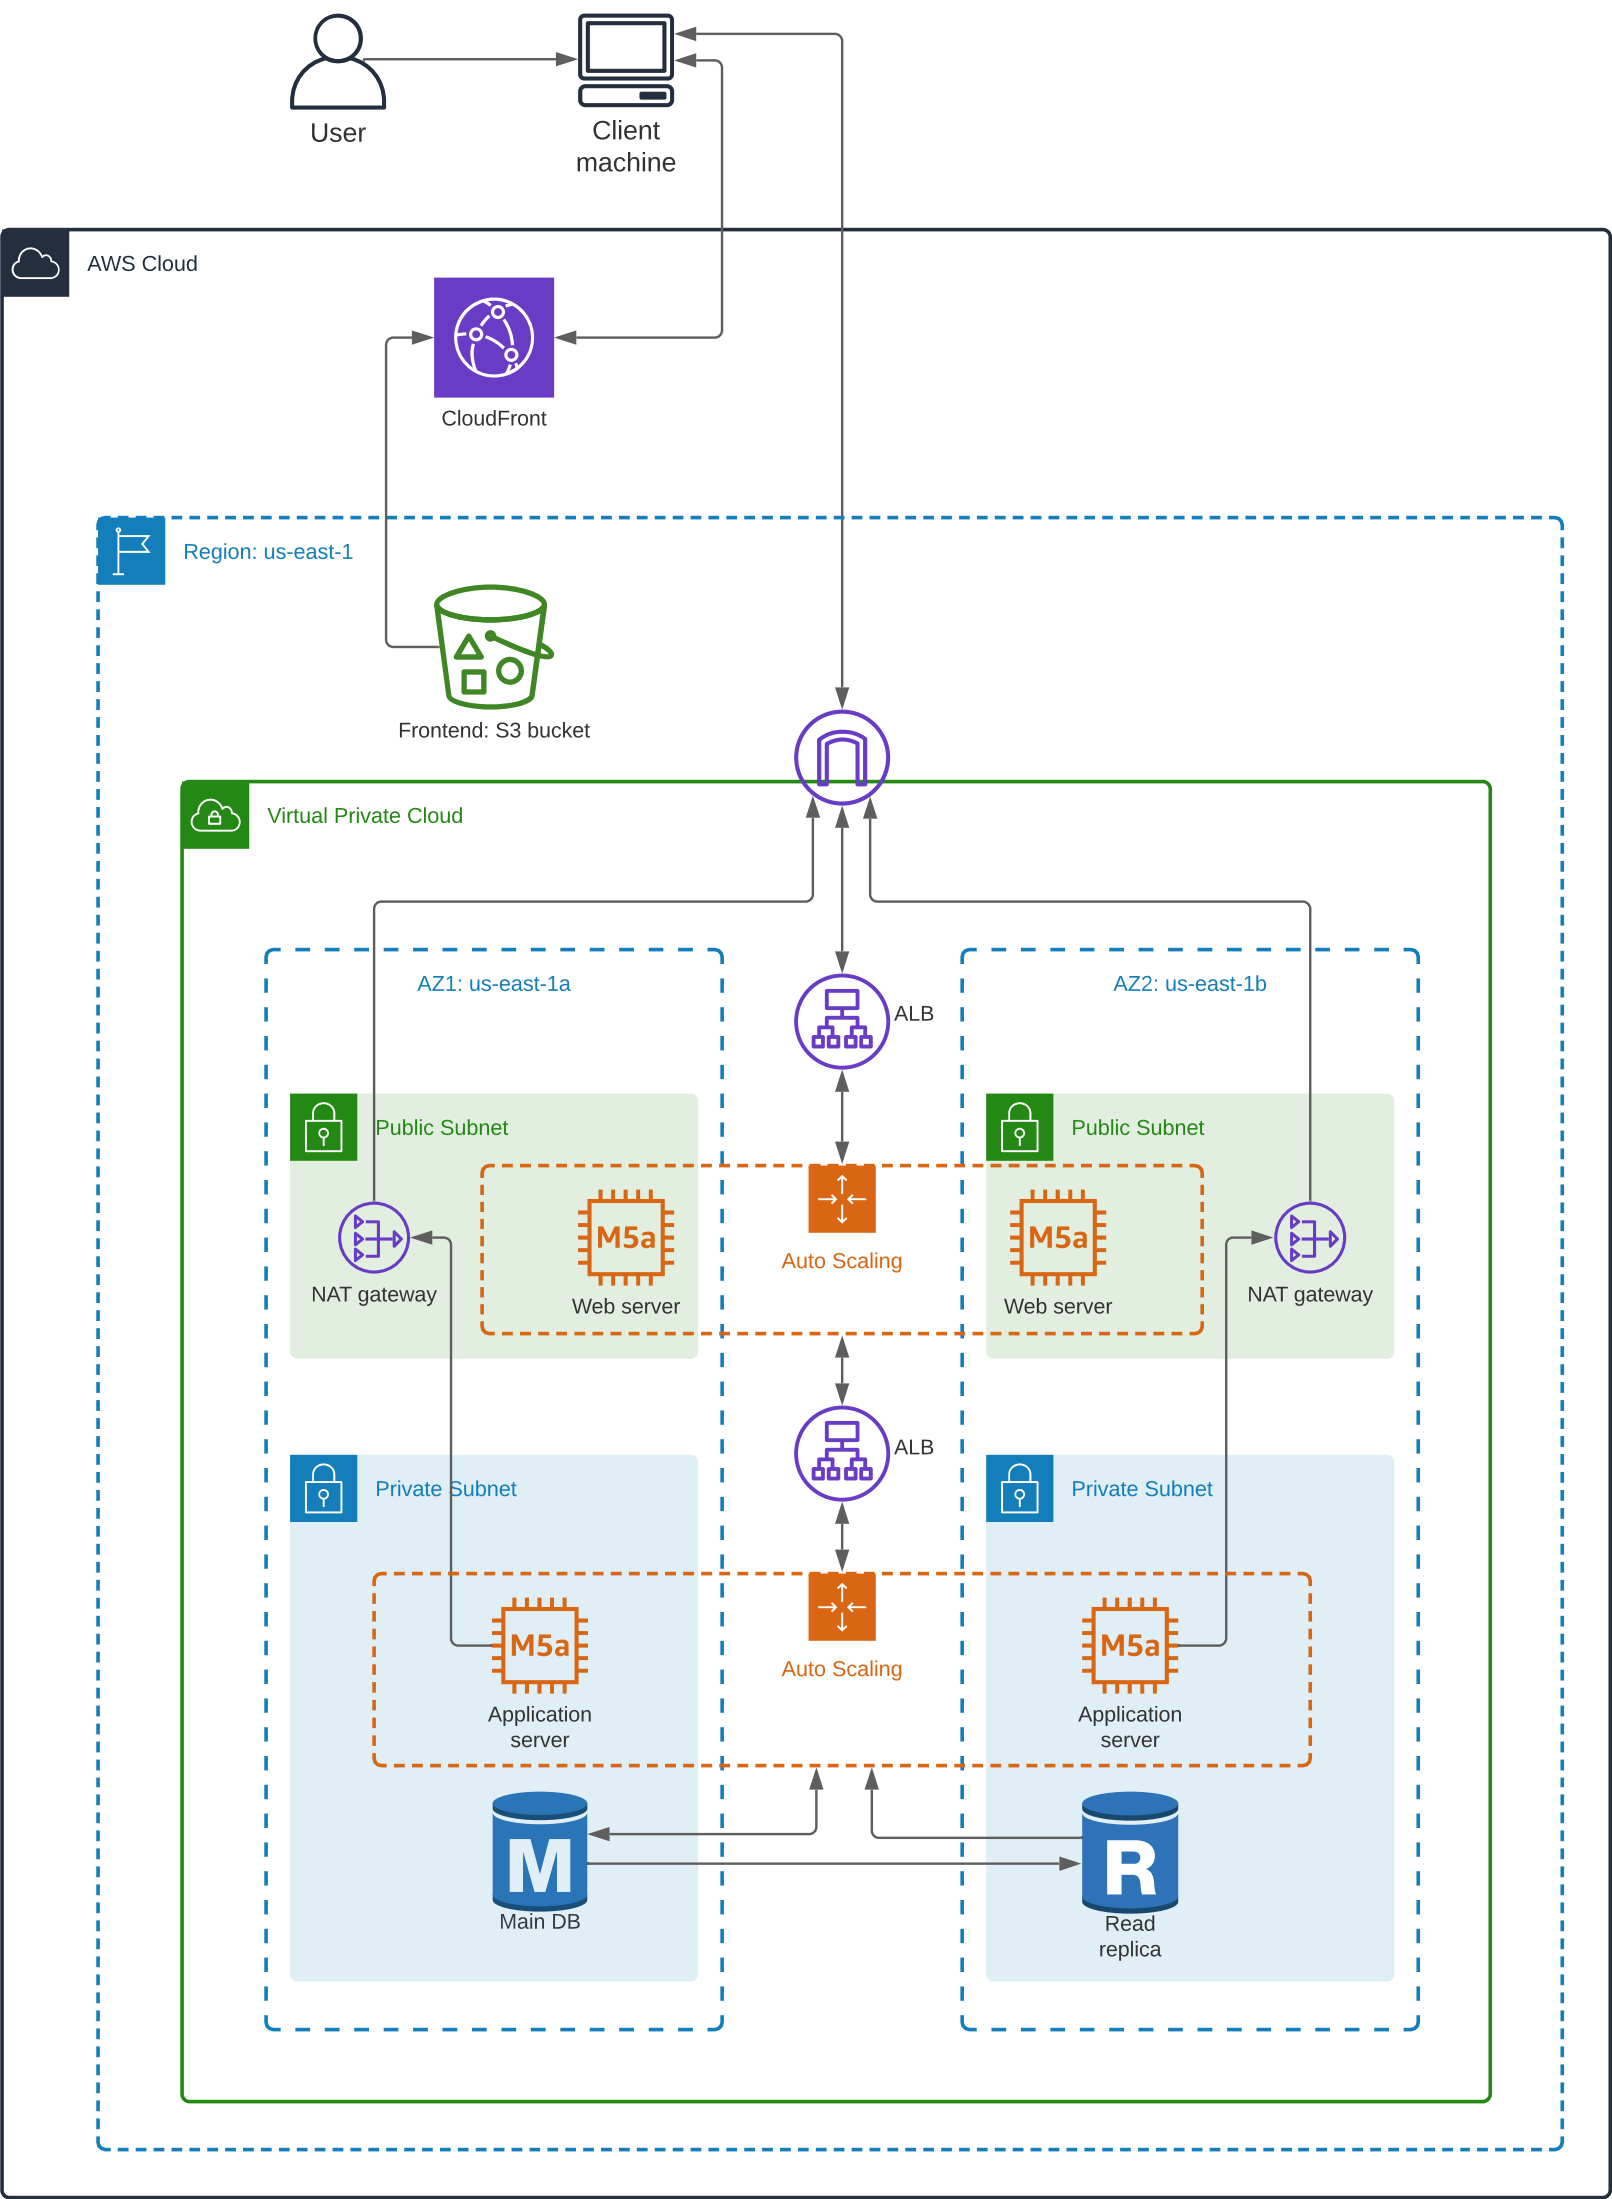 User
Client
machine
AWS Cloud
CloudFront
Region: us-east-1
Frontend: S3 bucket
Virtual Private Cloud
AZ1: us-east-1a
AZ2: us-east-1b
ALB
Public Subnet
Public Subnet
M5a
M5a
Auto Scaling
NAT gateway
Web server
Web server
NAT gateway
ALB
Private Subnet
Private Subnet
M5a
M5a
Auto Scaling
Application
server
Application
server
M
R
Main DB
Read
replica